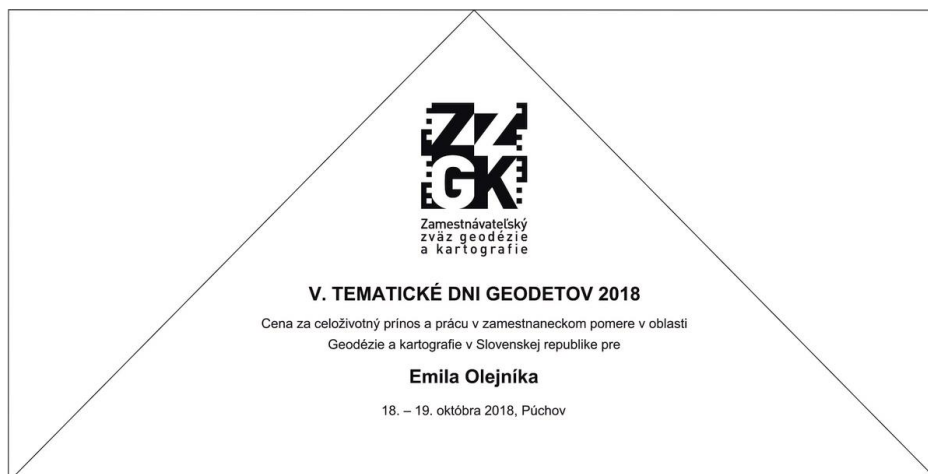 ZZ
GK
Zamestnávateľský
zväz geodézie
a kartografie
V. TEMATICKÉ DNI GEODETOV 2018
Cena za celoživotný prínos a prácu v zamestnaneckom pomere v oblasti
Geodézie a kartografie v Slovenskej republike pre
Emila Olejníka
18. – 19. októbra 2018, Púchov